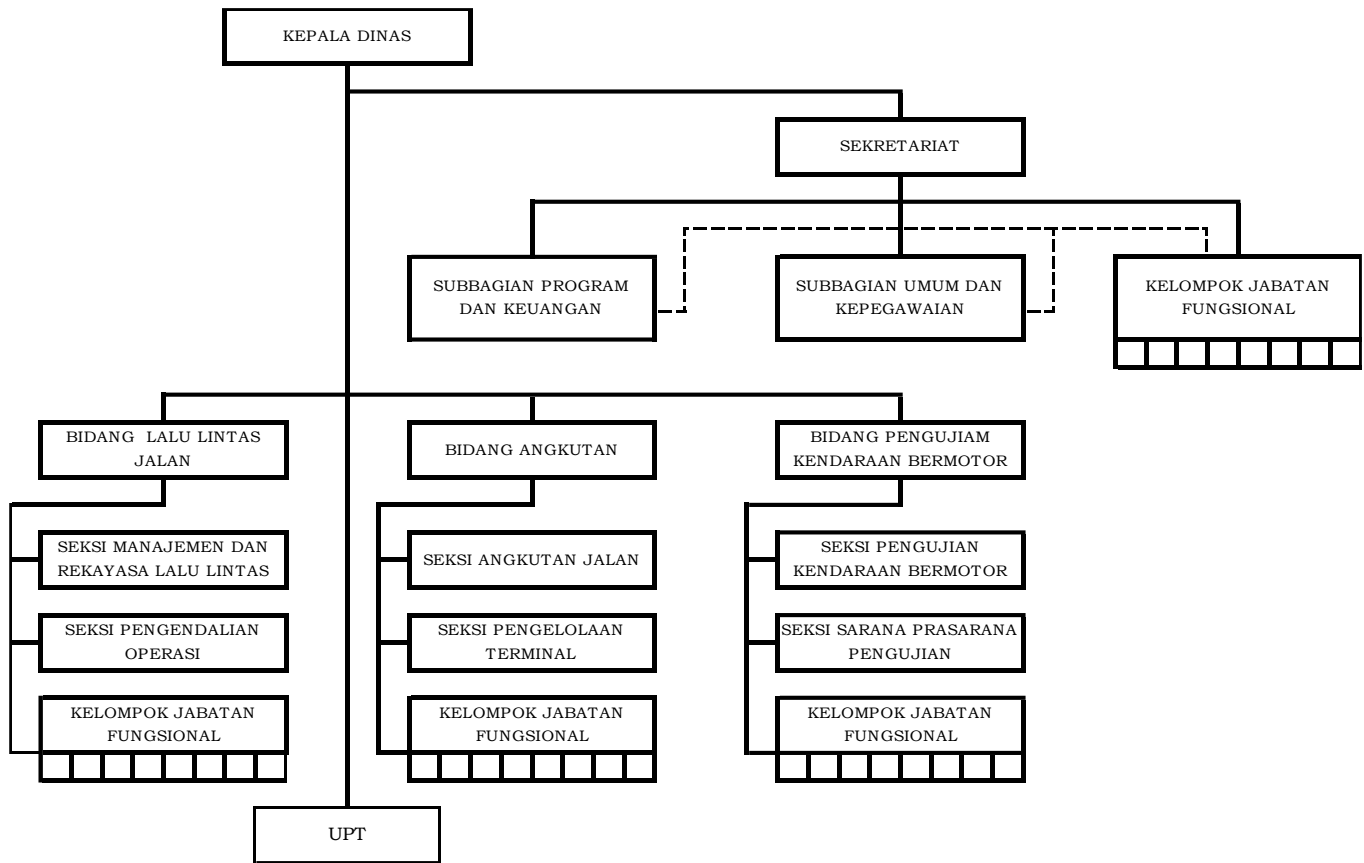 KEPALA DINAS
SEKRETARIAT
SUBBAGIAN PROGRAM
DAN KEUANGAN
SUBBAGIAN UMUM DAN
KEPEGAWAIAN
KELOMPOK JABATAN
FUNGSIONAL
BIDANG LALU LINTAS
JALAN
BIDANG ANGKUTAN
BIDANG PENGUJIAM
KENDARAAN BERMOTOR
SEKSI MANAJEMEN DAN
REKAYASA LALU LINTAS
SEKSI ANGKUTAN JALAN
SEKSI PENGUJIAN
KENDARAAN BERMOTOR
SEKSI PENGENDALIAN
OPERASI
SEKSI PENGELOLAAN
TERMINAL
SEKSI SARANA PRASARANA
PENGUJIAN
KELOMPOK JABATAN
FUNGSIONAL
KELOMPOK JABATAN
FUNGSIONAL
KELOMPOK JABATAN
FUNGSIONAL
UPT